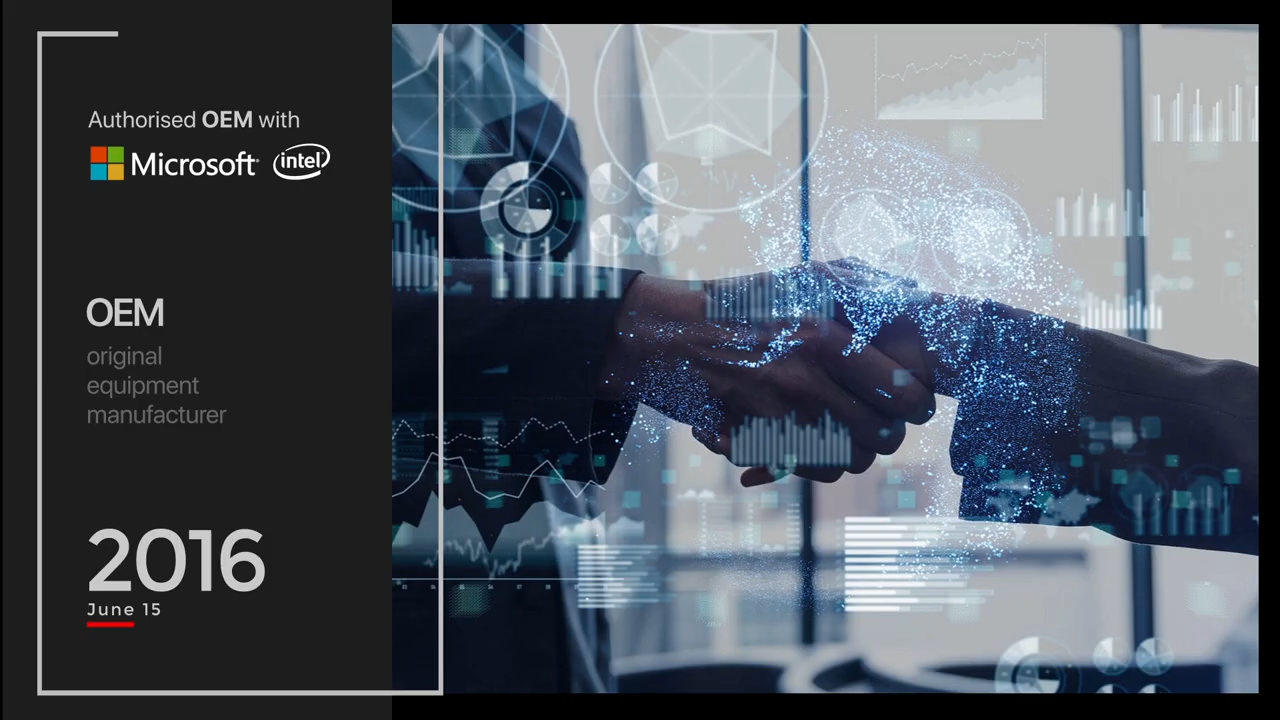 Authorised OEM with
Microsoft intel
OEM
original
equipment
manufacturer
2016
June 15